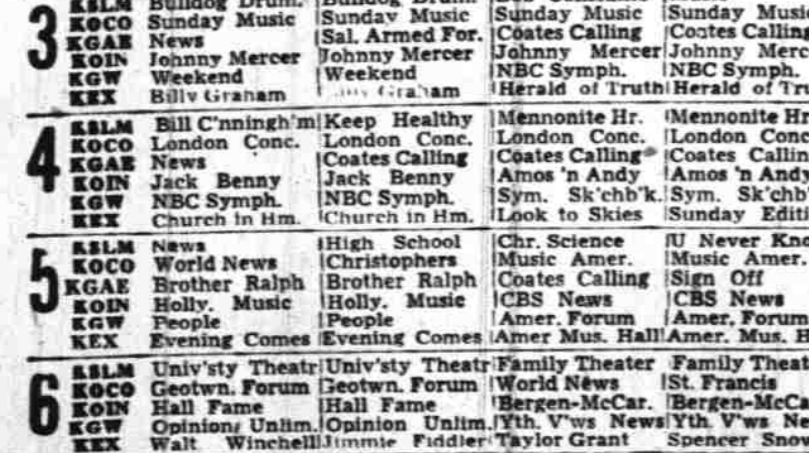 3
KSLM Bulldog Drum. Bulldog Drum.
KOCO Sunday Music Sunday Music Sunday Music Sunday Musi
KGAE News Sal. Armed For. Coates Calling Coates Calling
KOIN Johnny Mercer Johnny Mercer Johnny Mercer Johnny Merc
KGW Weekend Weekend NBC Symph. NBC Symph.
KEX Billy Graham Graham Herald of Truth Herald of Tru
4
KSLM Bill C'nningh'm Keep Healthy Mennonite Hr. Mennonite Hr
KOCO London Conc. London Conc. London Conc. London Conc
KGAE News Coates Calling Coates Calling Coates Callin
KOIN Jack Benny Jack Benny Amos 'n Andy Amos 'n Andy
KGW NBC Symph. NBC Symph. Sym. Sk'chb'k. Sym. Sk'chb
KEX Church in Hm. Church in Hm. Look to Skies Sunday Edit
5
KSLM News High School Chr. Science U Never Kno
KOCO World News Christophers Music Amer. Music Amer.
KGAE Brother Ralph Brother Ralph Coates Calling Sign Off
KOIN Holly. Music Holly. Music CBS News CBS News
KGW People People Amer. Forum Amer. Forum
KEX Evening Comes Evening Comes Amer Mus. Hall Amer. Mus. H
6
KSLM Univ'sty Theatr Univ'sty Theatr Family Theater Family Theat
KOCO Geotwn. Forum Geotwn. Forum World News St. Francis
KOIN Hall Fame Hall Fame Bergen-McCar. Bergen-McCa
KGW Opinion Unlim. Opinion Unlim. Yth. V'ws News Yth. V'ws Ne
KEX Walt Winchell Jimmie Fiddler Taylor Grant Spencer Snow